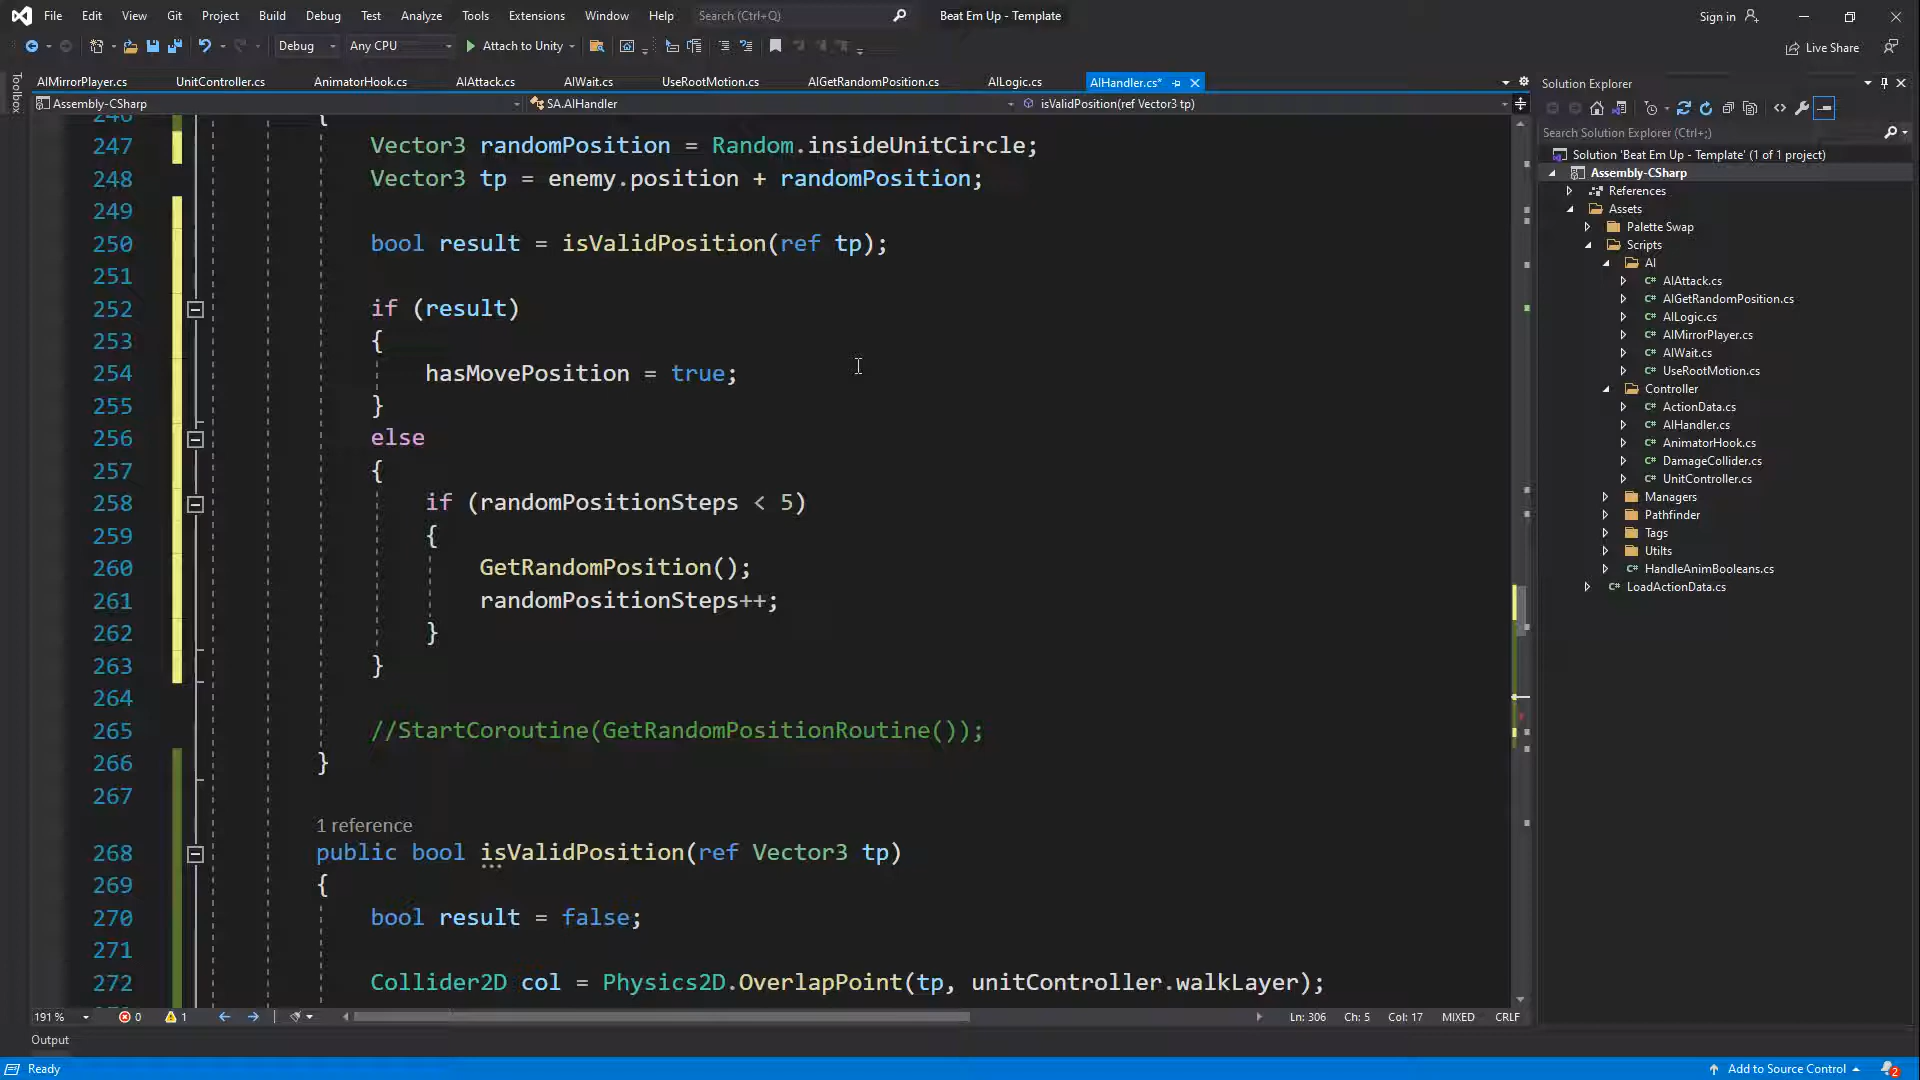 File Edit View Git Project Build Debug Test Analyze Tools Extensions Window Help Search (Ctrl+Q) Beat Em Up - Template Sign in
Debug Any CPU Attach to Unity Live Share
AIMirrorPlayer.cs UnitController.cs AnimatorHook.cs AIAttack.cs AIWait.cs UseRootMotion.cs AIGetRandomPosition.cs AILogic.cs AIHandler.cs*
Assembly-CSharp SA.AIHandler isValidPosition(ref Vector3 tp)
Toolbox
246 {
247 Vector3 randomPosition = Random.insideUnitCircle;
248 Vector3 tp = enemy.position + randomPosition;
249
250 bool result = isValidPosition(ref tp);
251
252 if (result)
253 {
254 hasMovePosition = true;
255 }
256 else
257 {
258 if (randomPositionSteps < 5)
259 {
260 GetRandomPosition();
261 randomPositionSteps++;
262 }
263 }
264
265 //StartCoroutine(GetRandomPositionRoutine());
266 }
267
1 reference
268 public bool isValidPosition(ref Vector3 tp)
269 {
270 bool result = false;
271
272 Collider2D col = Physics2D.OverlapPoint(tp, unitController.walkLayer);
191 % 0 1 Ln: 306 Ch: 5 Col: 17 MIXED CRLF
Output
Ready Add to Source Control 2
Solution Explorer
Search Solution Explorer (Ctrl+;)
Solution 'Beat Em Up - Template' (1 of 1 project)
Assembly-CSharp
References
Assets
Palette Swap
Scripts
AI
C# AIAttack.cs
C# AIGetRandomPosition.cs
C# AILogic.cs
C# AIMirrorPlayer.cs
C# AIWait.cs
C# UseRootMotion.cs
Controller
C# ActionData.cs
C# AIHandler.cs
C# AnimatorHook.cs
C# DamageCollider.cs
C# UnitController.cs
Managers
Pathfinder
Tags
Utilts
C# HandleAnimBooleans.cs
C# LoadActionData.cs